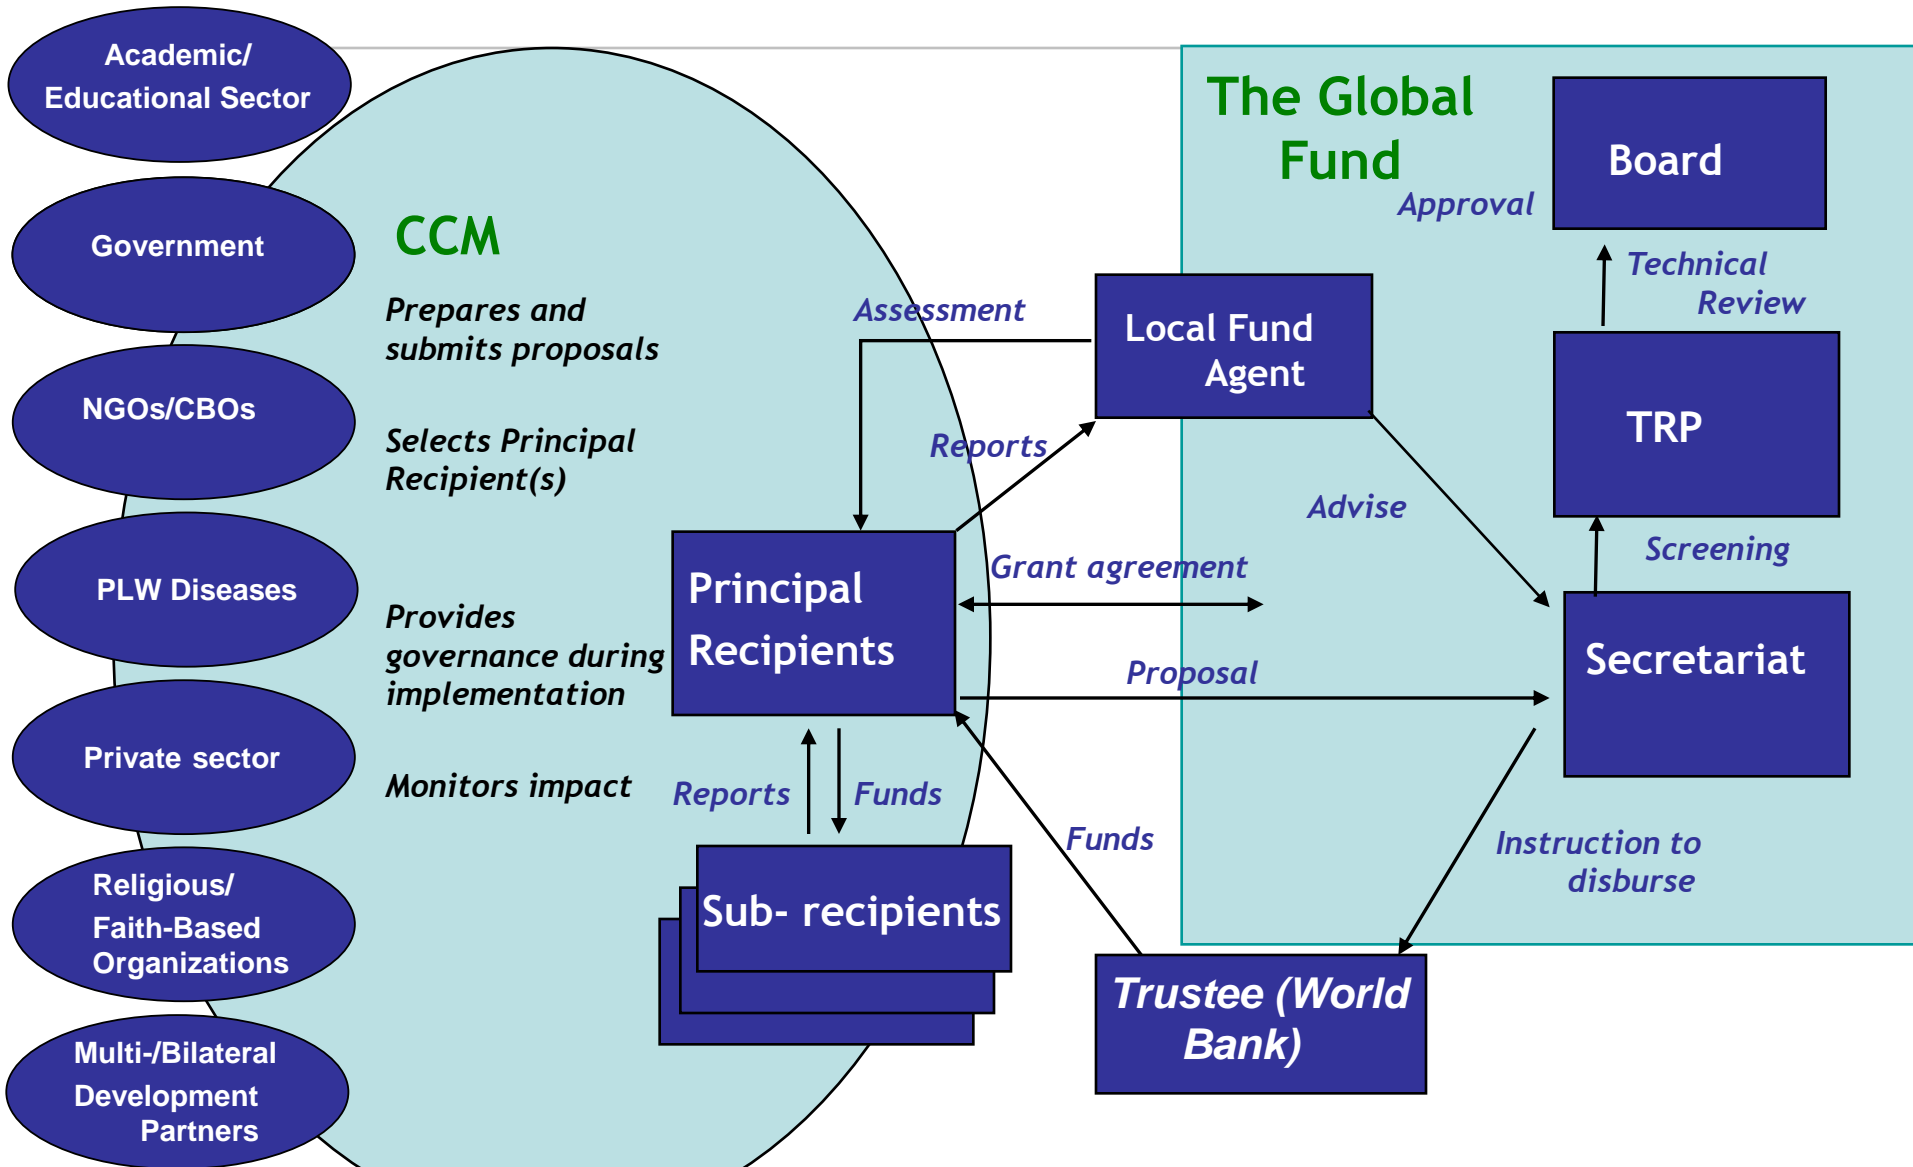 Academic/
Educational Sector
Government
NGOs/CBOs
PLW Diseases
Private sector
Religious/
Faith-Based
Organizations
Multi-/Bilateral
Development
Partners
CCM
Prepares and
submits proposals
Selects Principal
Recipient(s)
Provides
governance during
implementation
Monitors impact
Assessment
Reports
Principal
Recipients
Grant agreement
Proposal
Reports
Funds
Sub- recipients
Funds
Trustee (World
Bank)
The Global
Fund
Approval
Board
Technical
Review
Local Fund
Agent
TRP
Advise
Screening
Secretariat
Instruction to
disburse